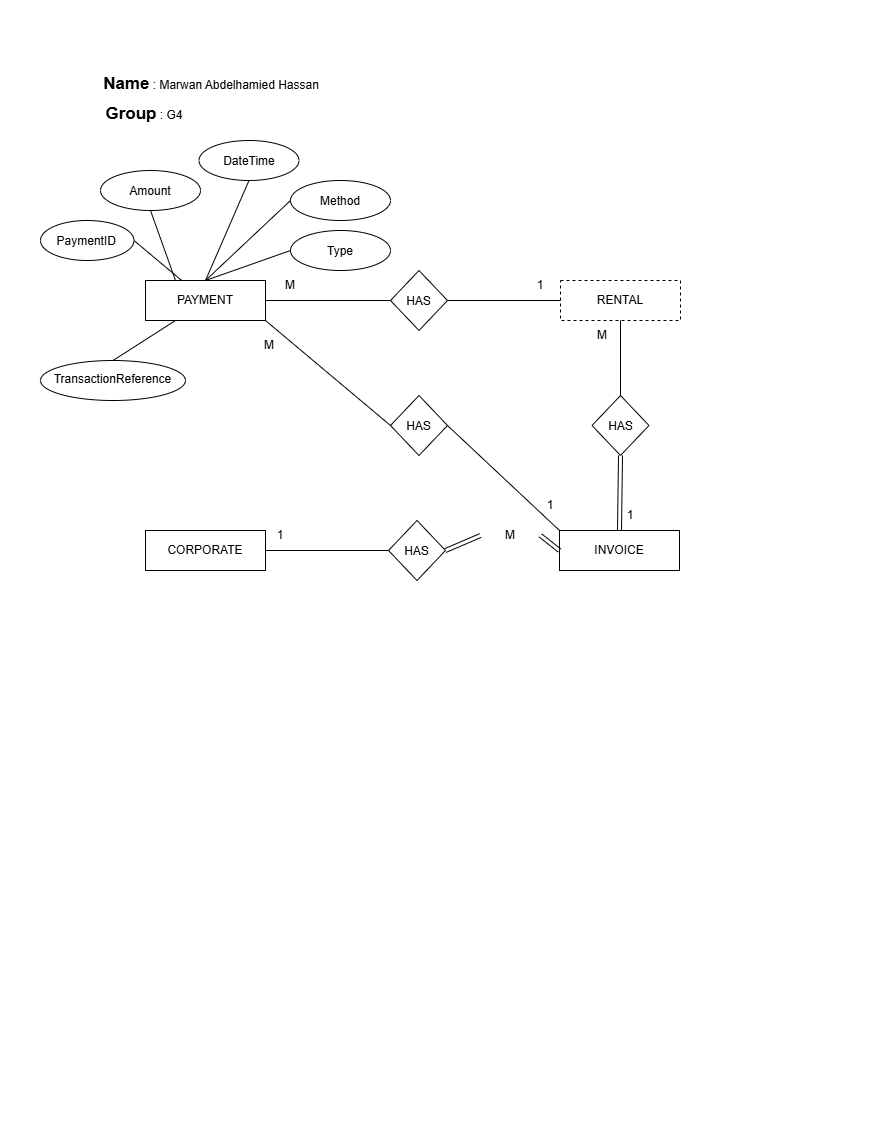 Name : Marwan Abdelhamied Hassan
Group : G4
DateTime
Amount
Method
PaymentID
Type
M
1
PAYMENT
HAS
RENTAL
M
M
TransactionReference
HAS
HAS
1
1
1
M
CORPORATE
HAS
INVOICE